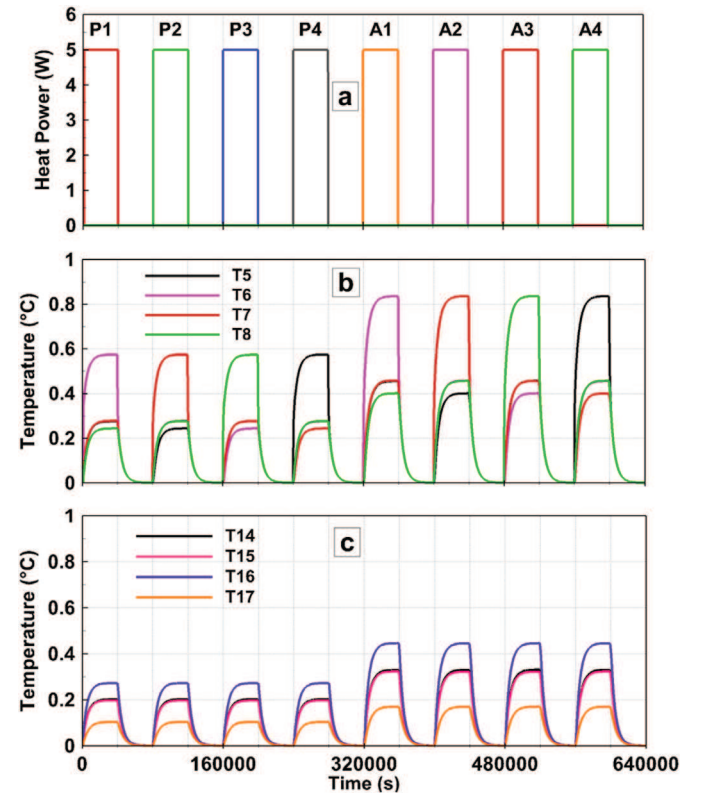 P1 P2 P3 P4 A1 A2 A3 A4
6
5
4
3
2
1
0
Heat Power (W)
a
1
0.8
0.6
0.4
0.2
0
Temperature (°C)
T5
T6
T7
T8
b
1
0.8
0.6
0.4
0.2
0
Temperature (°C)
T14
T15
T16
T17
c
0 160000 320000 480000 640000
Time (s)